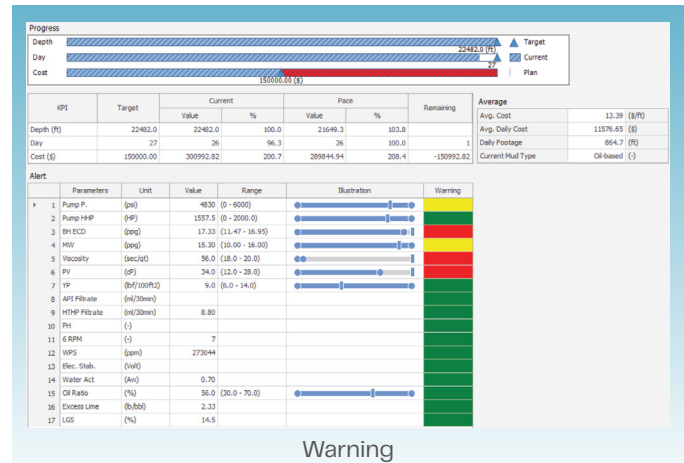 Progress
Depth 22482.0 (ft) Target
Day 27 Current
Cost 150000.00 ($) Plan
KPI Target Current Pace Remaining
Value % Value %
Depth (ft) 22482.0 22482.0 100.0 21649.3 103.8
Day 27 26 96.3 26 100.0 1
Cost ($) 150000.00 300992.82 200.7 289844.94 208.4 -150992.82
Average
Avg. Cost 13.39 ($/ft)
Avg. Daily Cost 11576.65 ($)
Daily Footage 864.7 (ft)
Current Mud Type Oil-based (-)
Alert
Parameters Unit Value Range Illustration Warning
1 Pump P. (psi) 4830 (0 - 6000)
2 Pump HHP (HP) 1557.5 (0 - 2000.0)
3 BH ECD (ppg) 17.33 (11.47 - 16.95)
4 MW (ppg) 15.30 (10.00 - 16.00)
5 Viscosity (sec/qt) 56.0 (18.0 - 20.0)
6 PV (cP) 34.0 (12.0 - 28.0)
7 YP (lbf/100ft2) 9.0 (6.0 - 14.0)
8 API Filtrate (ml/30min)
9 HTHP Filtrate (ml/30min) 8.80
10 PH (-)
11 6 RPM (-) 7
12 WPS (ppm) 273044
13 Elec. Stab. (Volt)
14 Water Act (Aw) 0.70
15 Oil Ratio (%) 56.0 (30.0 - 70.0)
16 Excess Lime (lb/bbl) 2.33
17 LGS (%) 14.5
Warning